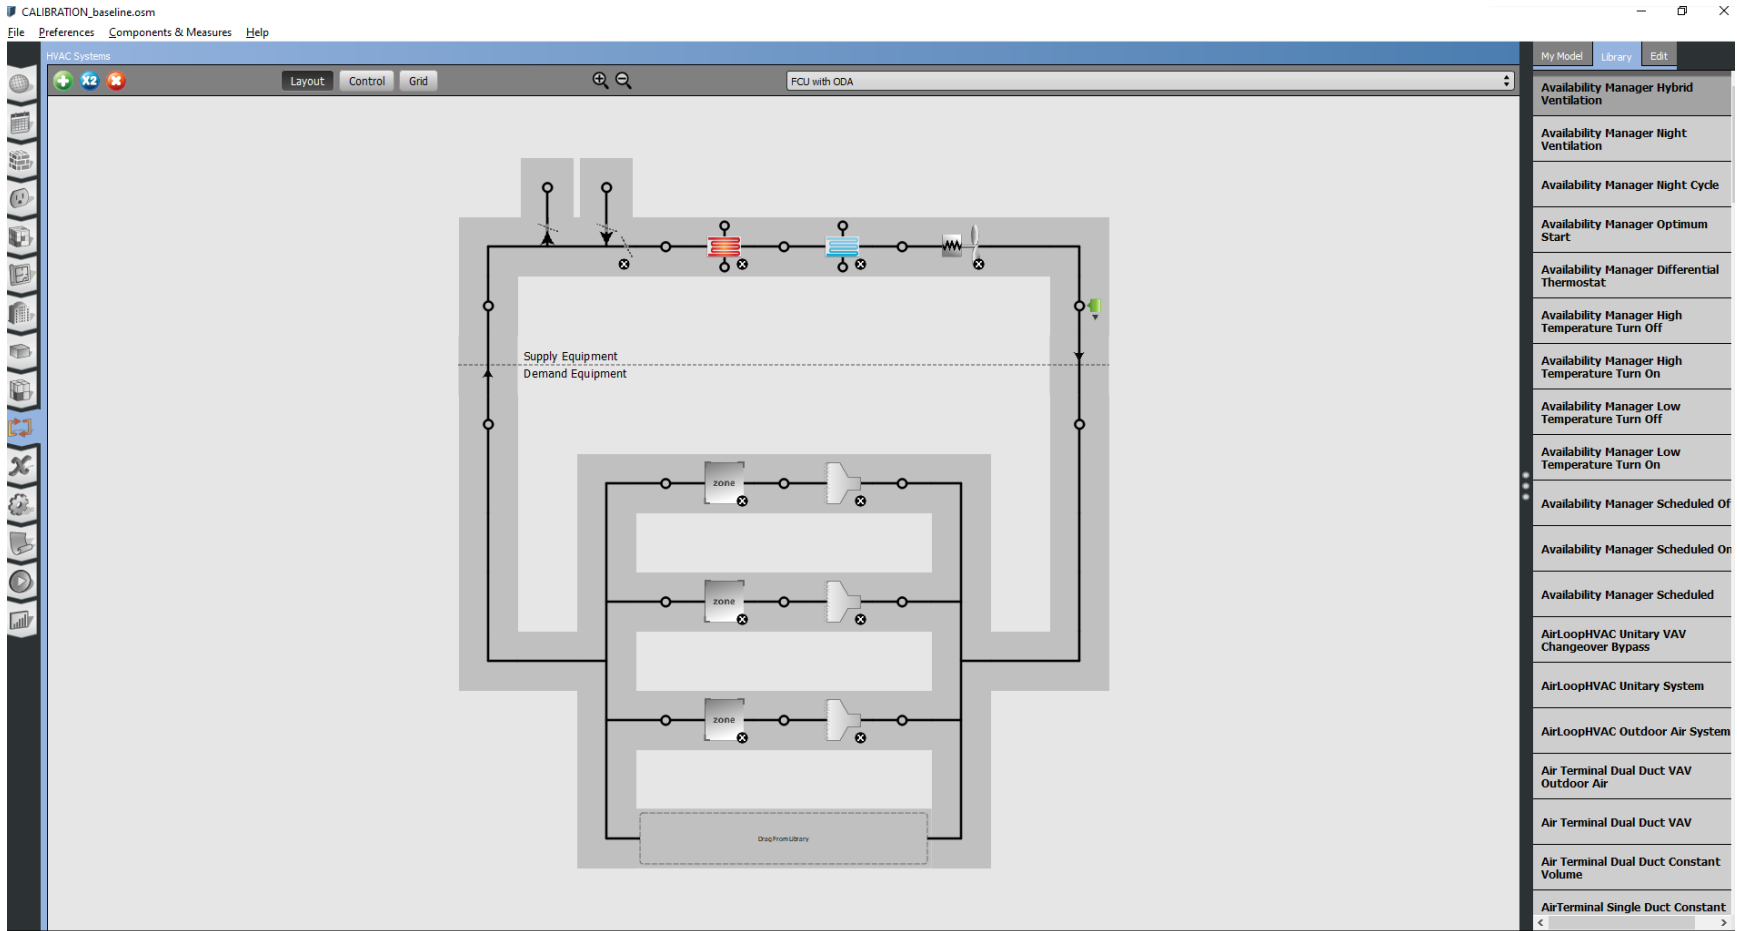 CALIBRATION_baseline.osm
File Preferences Components & Measures Help
HVAC Systems
My Model Library Edit
X2 Layout Control Grid FCU with ODA
Supply Equipment
Demand Equipment
zone
zone
zone
Drag From Library
Availability Manager Hybrid
Ventilation
Availability Manager Night
Ventilation
Availability Manager Night Cycle
Availability Manager Optimum
Start
Availability Manager Differential
Thermostat
Availability Manager High
Temperature Turn Off
Availability Manager High
Temperature Turn On
Availability Manager Low
Temperature Turn Off
Availability Manager Low
Temperature Turn On
Availability Manager Scheduled Of
Availability Manager Scheduled On
Availability Manager Scheduled
AirLoopHVAC Unitary VAV
Changeover Bypass
AirLoopHVAC Unitary System
AirLoopHVAC Outdoor Air System
Air Terminal Dual Duct VAV
Outdoor Air
Air Terminal Dual Duct VAV
Air Terminal Dual Duct Constant
Volume
AirTerminal Single Duct Constant